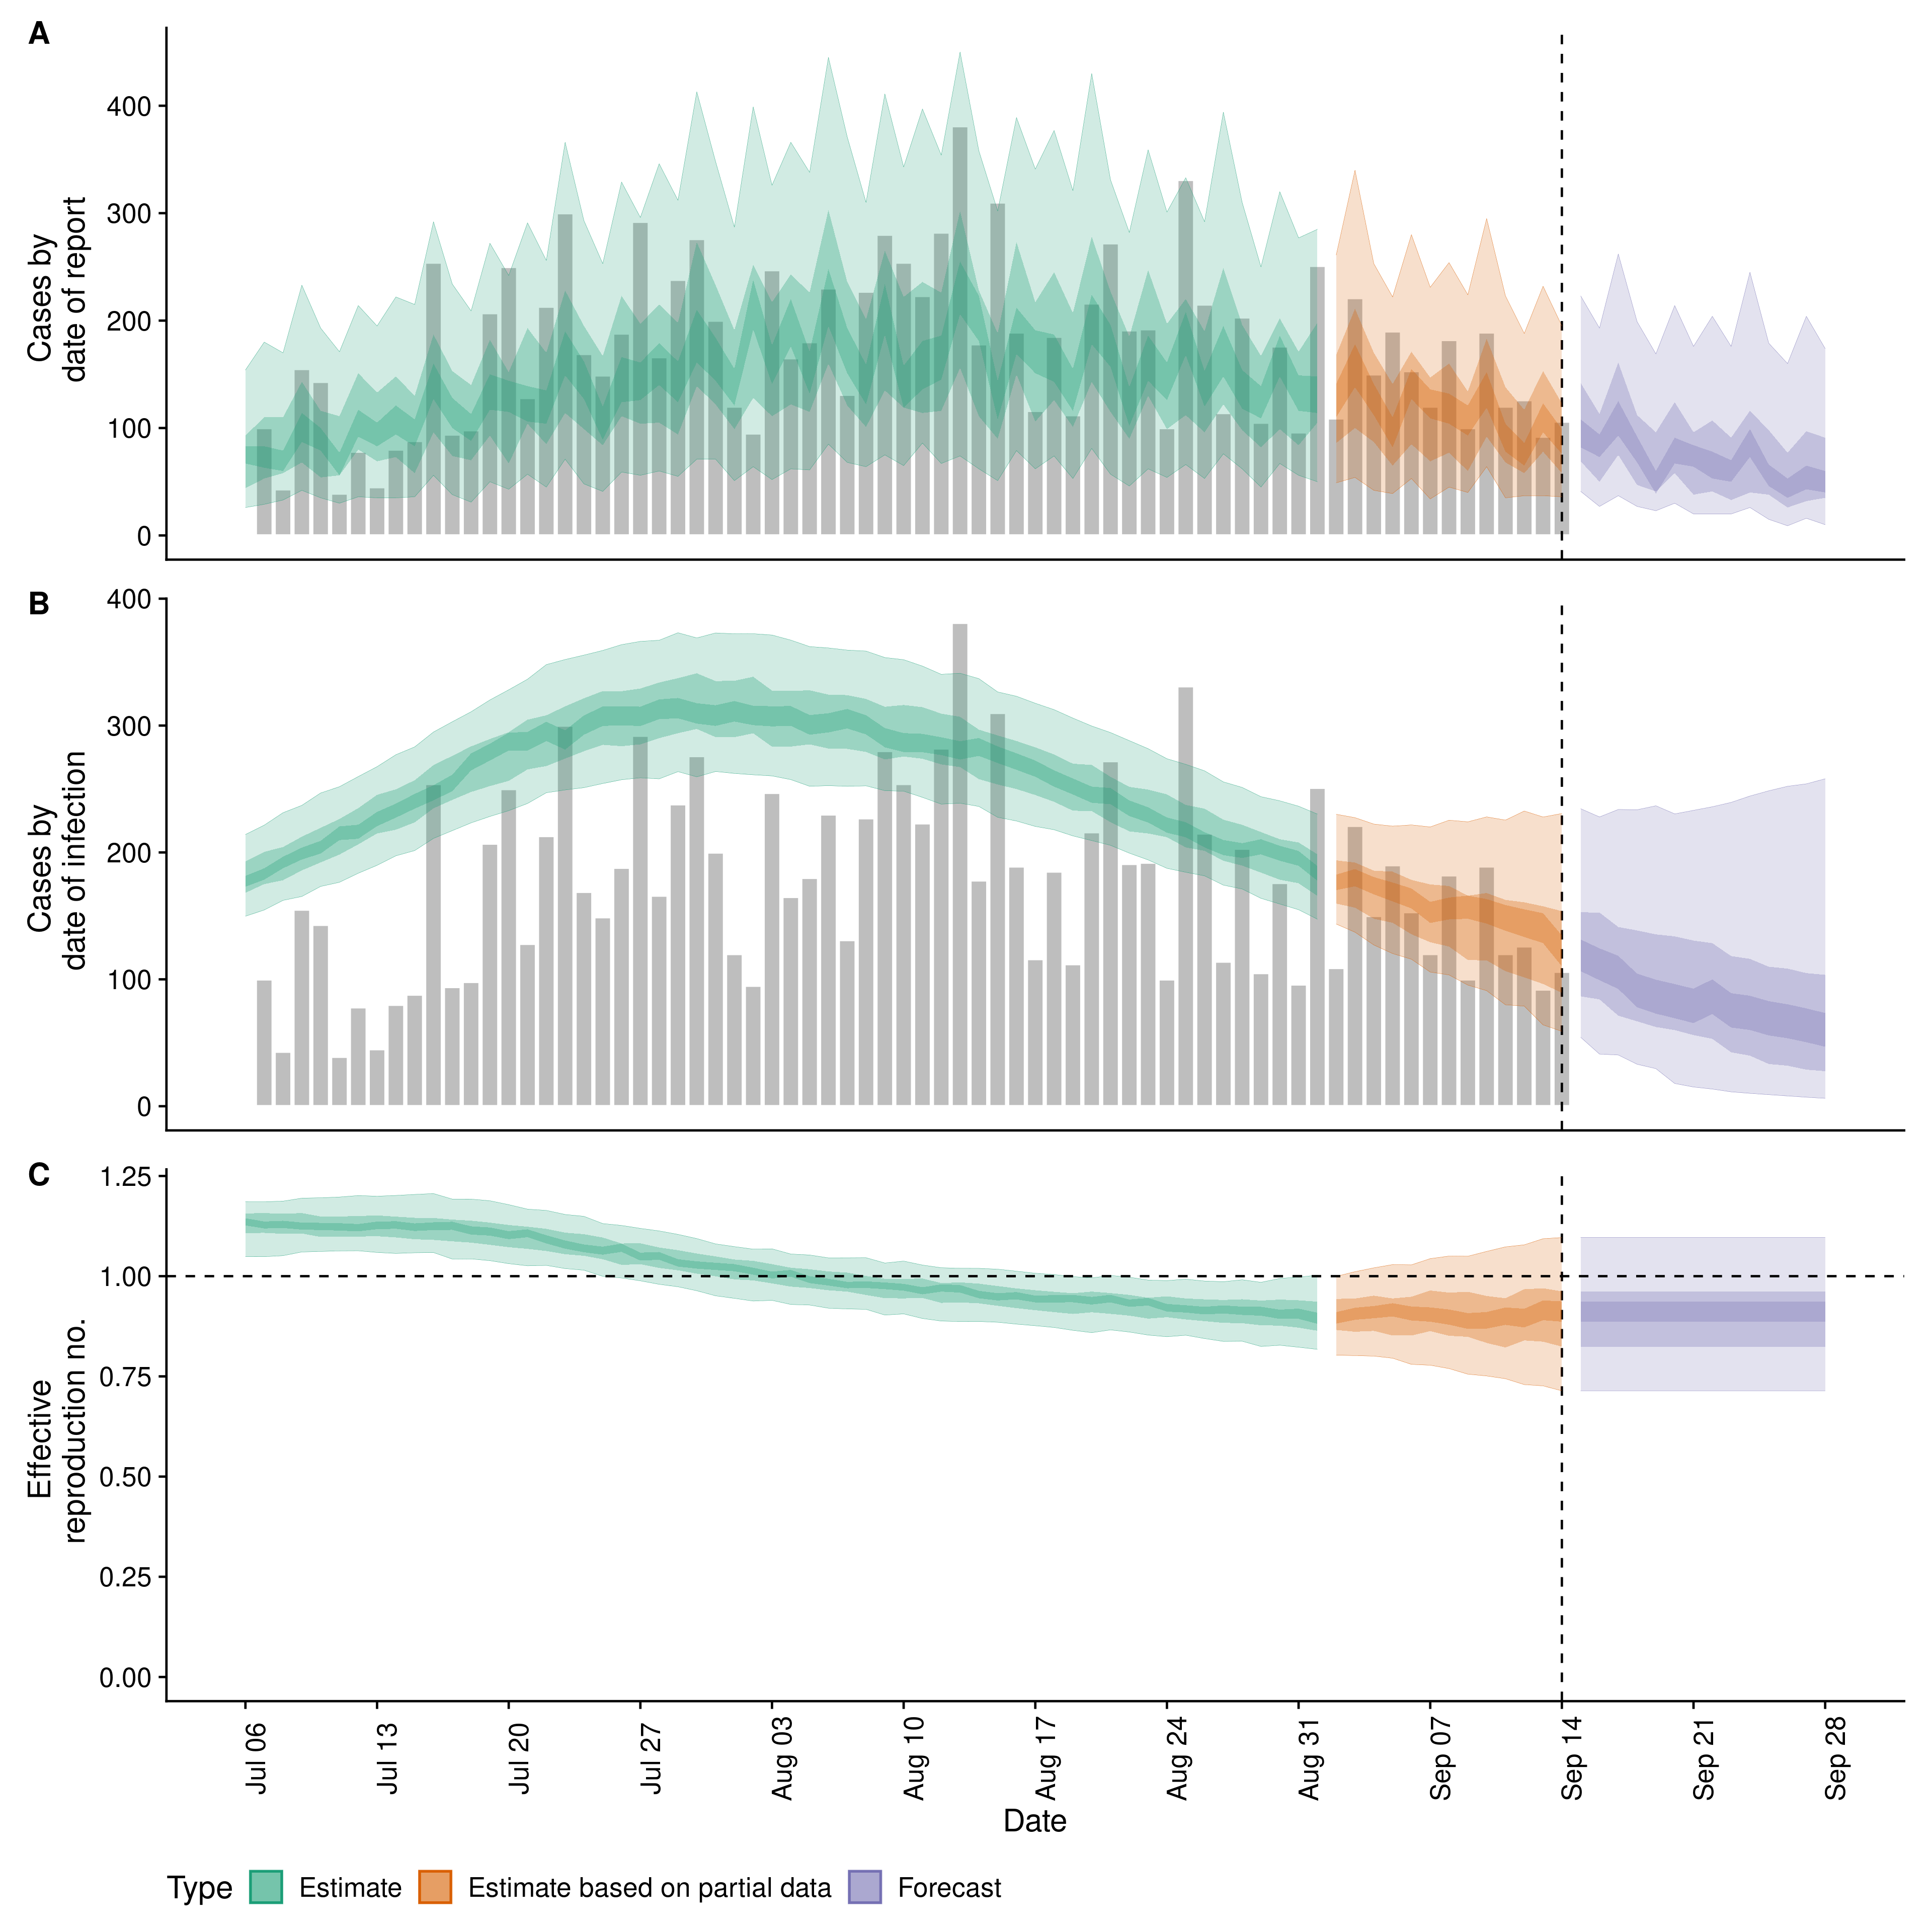 A
Cases by
date of report
400
300
200
100
0
B
Cases by
date of infection
400
300
200
100
0
C
Effective
reproduction no.
1.25
1.00
0.75
0.50
0.25
0.00
Jul 06
Jul 13
Jul 20
Jul 27
Aug 03
Aug 10
Aug 17
Aug 24
Aug 31
Sep 07
Sep 14
Sep 21
Sep 28
Date
Type Estimate Estimate based on partial data Forecast